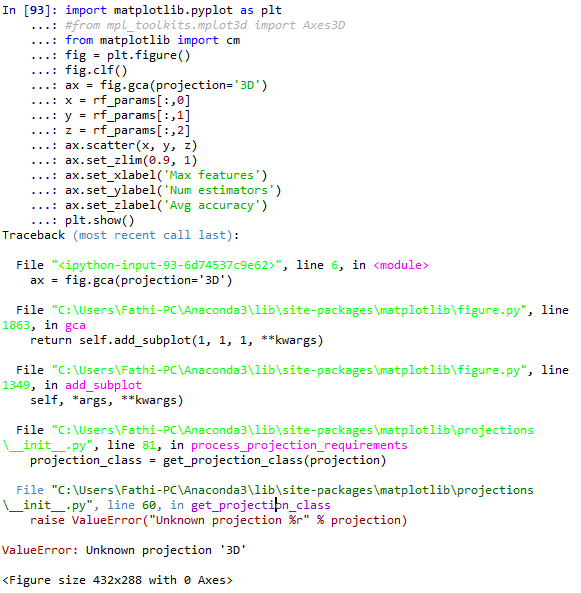 In [93]: import matplotlib.pyplot as plt
    ...: #from mpl_toolkits.mplot3d import Axes3D
    ...: from matplotlib import cm
    ...: fig = plt.figure()
    ...: fig.clf()
    ...: ax = fig.gca(projection='3D')
    ...: x = rf_params[:,0]
    ...: y = rf_params[:,1]
    ...: z = rf_params[:,2]
    ...: ax.scatter(x, y, z)
    ...: ax.set_zlim(0.9, 1)
    ...: ax.set_xlabel('Max features')
    ...: ax.set_ylabel('Num estimators')
    ...: ax.set_zlabel('Avg accuracy')
    ...: plt.show()
Traceback (most recent call last):

  File "<ipython-input-93-6d74537c9e62>", line 6, in <module>
    ax = fig.gca(projection='3D')

  File "C:\Users\Fathi-PC\Anaconda3\lib\site-packages\matplotlib\figure.py", line
1863, in gca
    return self.add_subplot(1, 1, 1, **kwargs)

  File "C:\Users\Fathi-PC\Anaconda3\lib\site-packages\matplotlib\figure.py", line
1349, in add_subplot
    self, *args, **kwargs)

  File "C:\Users\Fathi-PC\Anaconda3\lib\site-packages\matplotlib\projections
\__init__.py", line 81, in process_projection_requirements
    projection_class = get_projection_class(projection)

  File "C:\Users\Fathi-PC\Anaconda3\lib\site-packages\matplotlib\projections
\__init__.py", line 60, in get_projection_class
    raise ValueError("Unknown projection %r" % projection)

ValueError: Unknown projection '3D'

<Figure size 432x288 with 0 Axes>